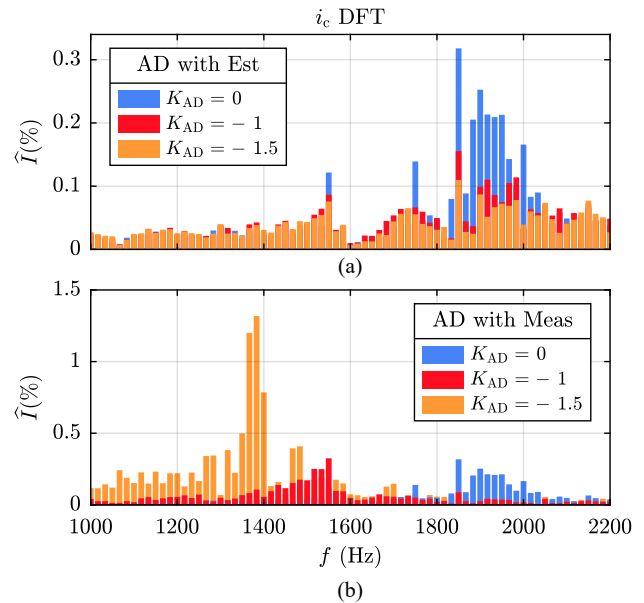 i_c DFT
0.3
0.2
0.1
0
Î(%)
AD with Est
K_AD = 0
K_AD = − 1
K_AD = − 1.5
(a)
1.5
1
0.5
0
Î(%)
AD with Meas
K_AD = 0
K_AD = − 1
K_AD = − 1.5
1000 1200 1400 1600 1800 2000 2200
f (Hz)
(b)